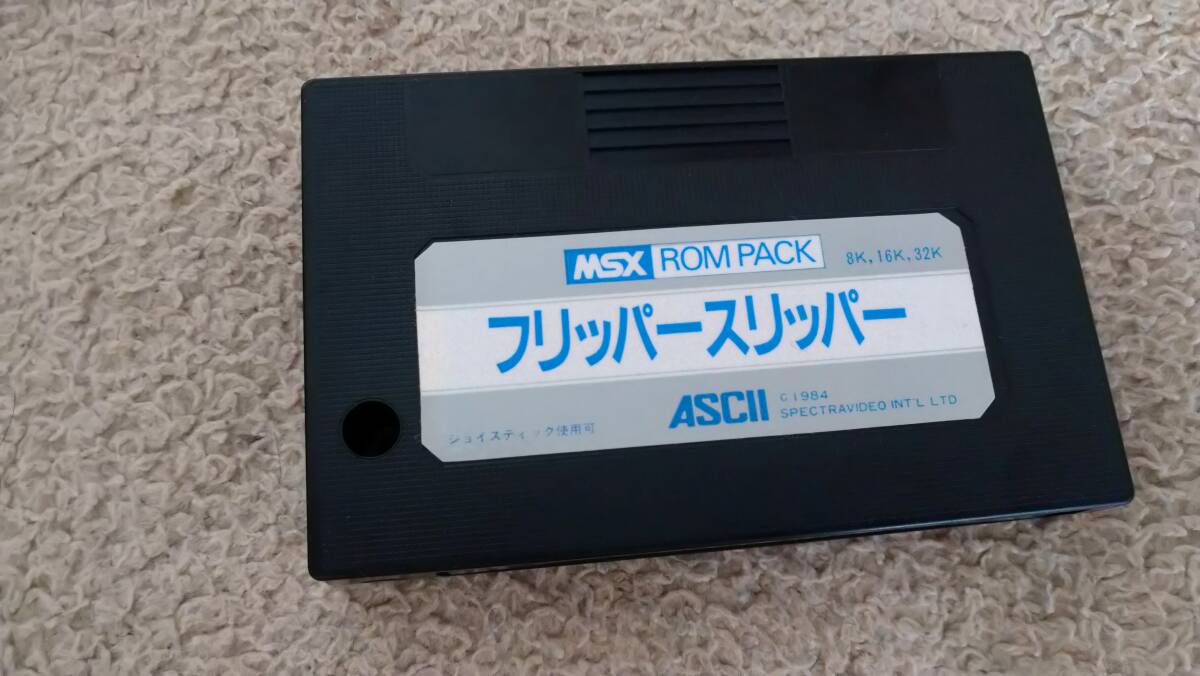 MSX ROM PACK 8K, 16K, 32K
フリッパースリッパー
ASCII C 1984
SPECTRAVIDEO INT'L LTD
ジョイスティック使用可